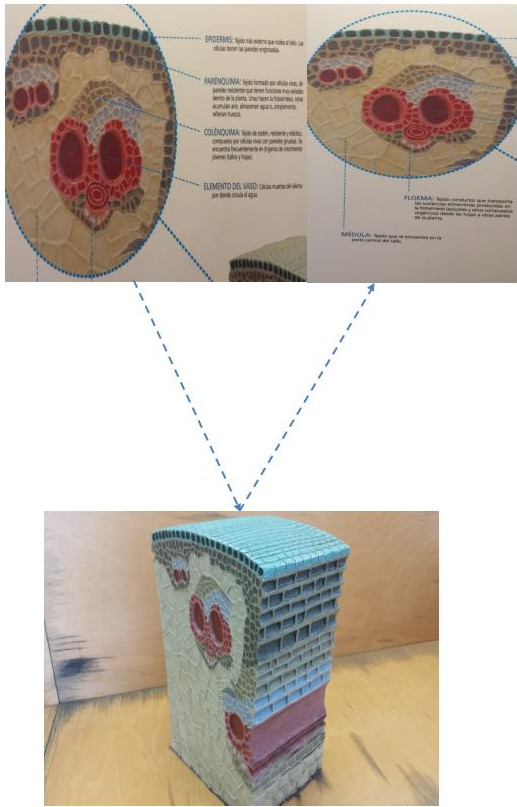 EPIDERMIS: Tejido más externo que rodea al tallo. Las
células tienen las paredes engrosadas.
PARÉNQUIMA: Tejido formado por células vivas, de
paredes resistentes que tienen funciones muy variadas
dentro de la planta. Unas hacen la fotosíntesis, otras
acumulan aire, almacenan agua o, simplemente,
rellenan huecos.
COLÉNQUIMA: Tejido de sostén, resistente y elástico,
compuesto por células vivas con paredes gruesas. Se
encuentra frecuentemente en órganos de crecimiento
jóvenes (tallos y hojas).
ELEMENTO DEL VASO: Células muertas del xilema
por donde circula el agua.
FLOEMA: Tejido conductor que transporta
las sustancias alimenticias producidas en
la fotosíntesis (azúcares y otros compuestos
orgánicos) desde las hojas a otras partes
de la planta.
MÉDULA: Tejido que se encuentra en la
parte central del tallo.